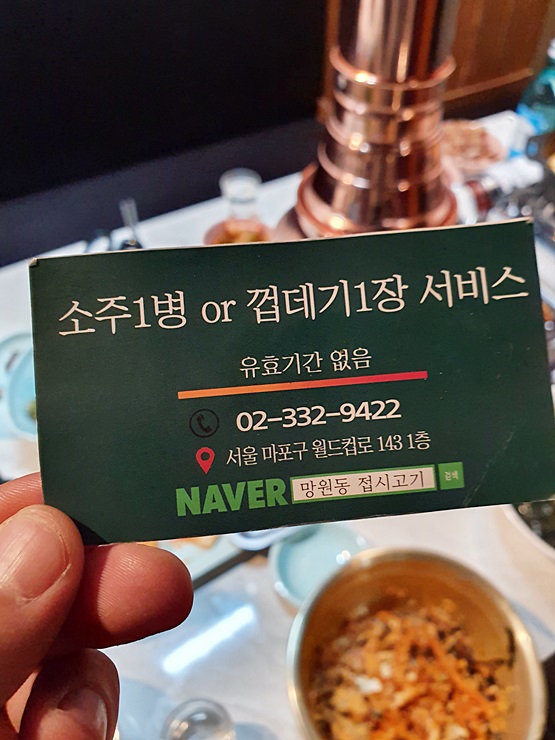 소주1병 or 껍데기1장 서비스
유효기간 없음
02-332-9422
서울 마포구 월드컵로 143 1층
NAVER 망원동 접시고기 검색